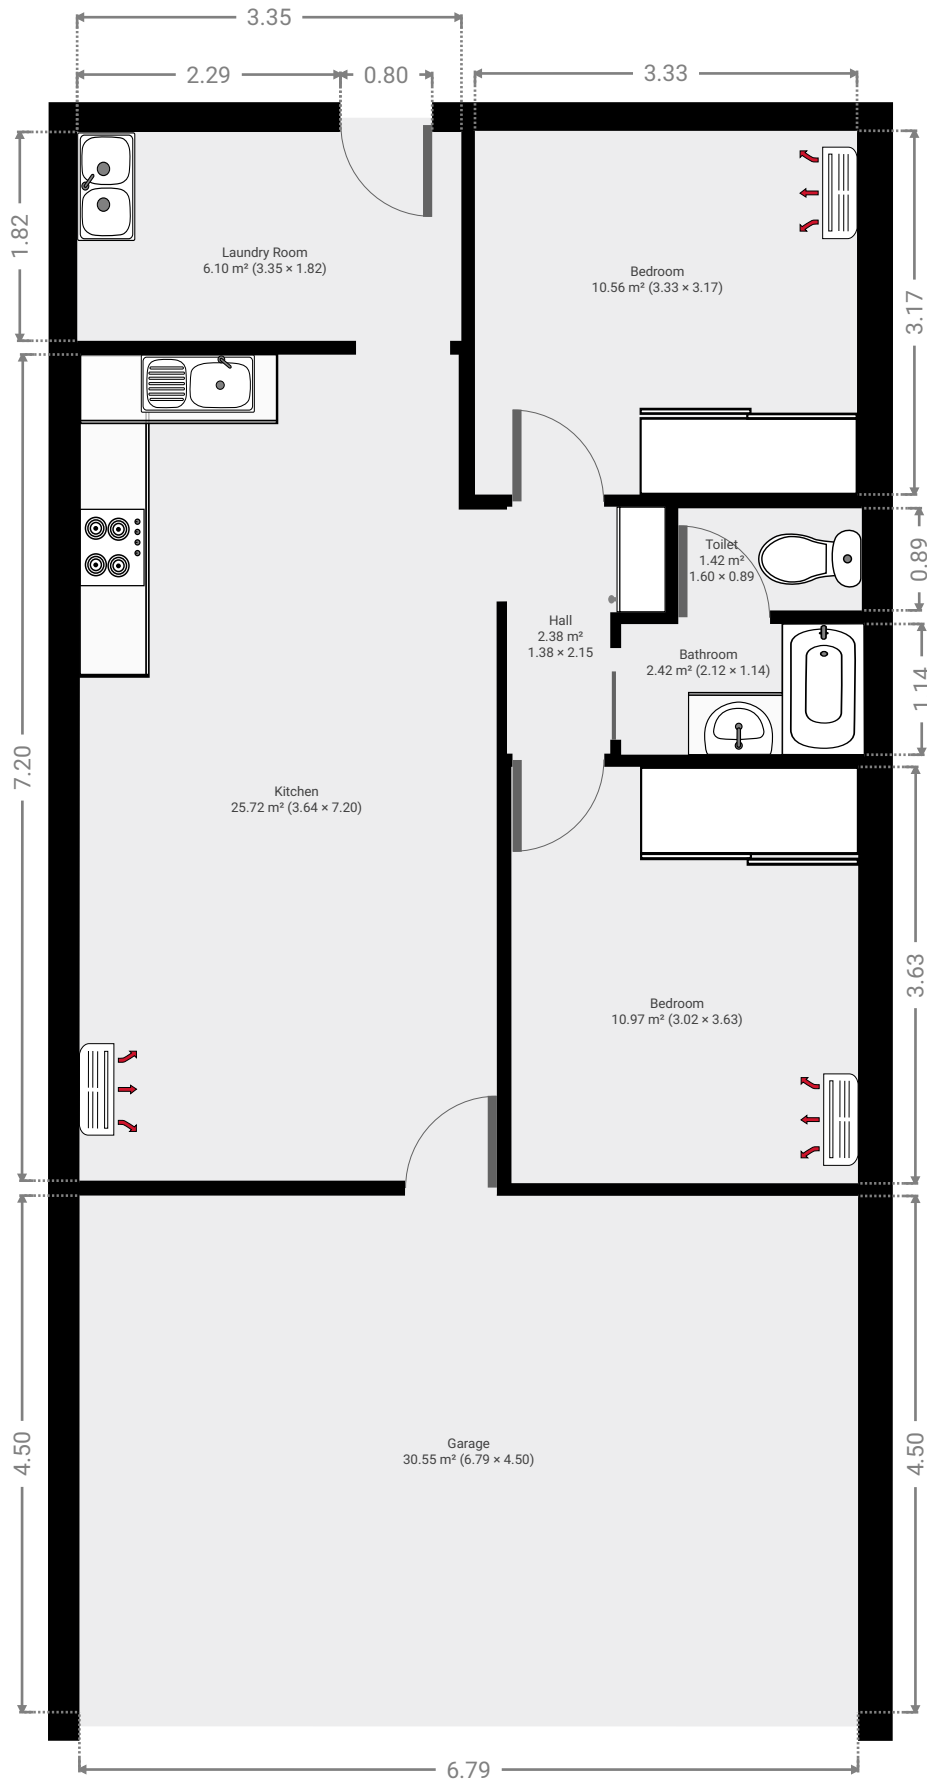 3.35
2.29
0.80
3.33
1.82
Laundry Room
6.10 m² (3.35 × 1.82)
Bedroom
10.56 m² (3.33 × 3.17)
3.17
Toilet
1.42 m²
1.60 × 0.89
0.89
Hall
2.38 m²
1.38 × 2.15
Bathroom
2.42 m² (2.12 × 1.14)
1.14
7.20
Kitchen
25.72 m² (3.64 × 7.20)
3.63
Bedroom
10.97 m² (3.02 × 3.63)
4.50
Garage
30.55 m² (6.79 × 4.50)
4.50
6.79